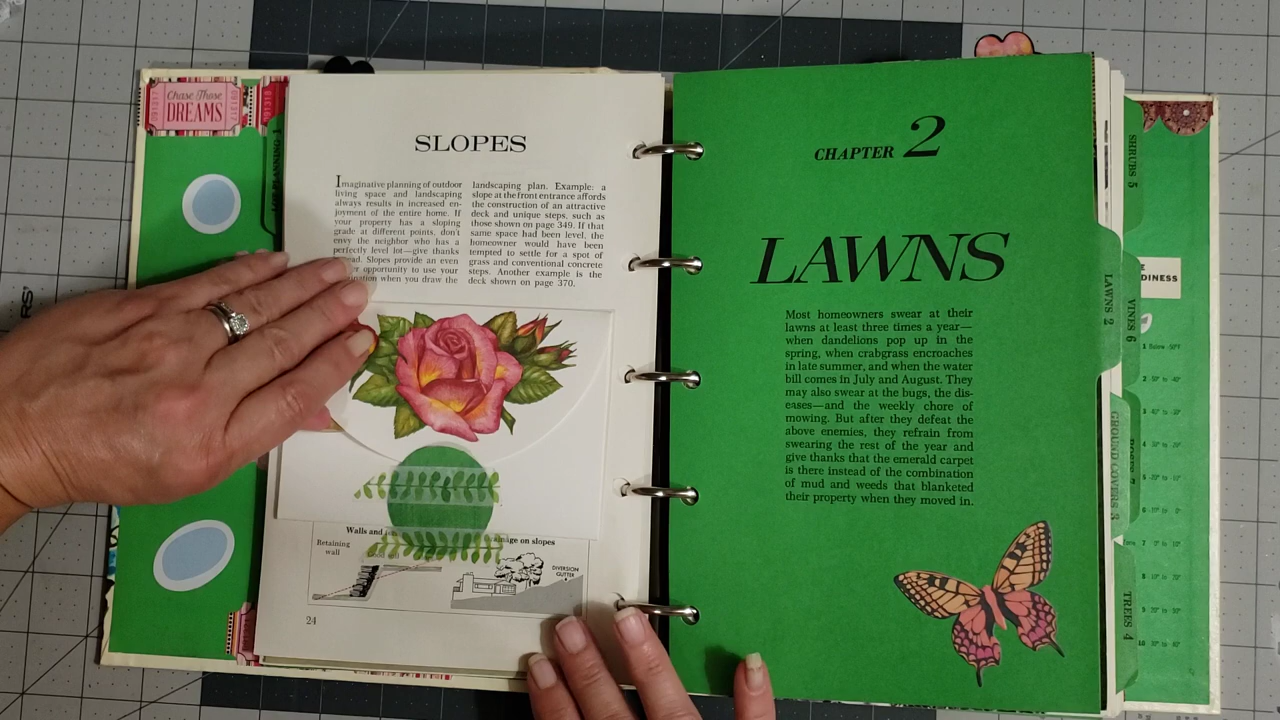 Chase Those
DREAMS
PLANNING 1
SLOPES
Imaginative planning of outdoor
living space and landscaping
always results in increased en-
joyment of the entire home. If
your property has a sloping
grade at different points, don't
envy the neighbor who has a
perfectly level lot—give thanks
Slopes provide an even
opportunity to use your
when you draw the
landscaping plan. Example: a
slope at the front entrance affords
the construction of an attractive
deck and unique steps, such as
those shown on page 349. If that
same space had been level, the
homeowner would have been
tempted to settle for a spot of
grass and conventional concrete
steps. Another example is the
deck shown on page 370.
Walls and
on slopes
Retaining
wall
DIVERSION
GUTTER
24
CHAPTER 2
LAWNS
Most homeowners swear at their
lawns at least three times a year—
when dandelions pop up in the
spring, when crabgrass encroaches
in late summer, and when the water
bill comes in July and August. They
may also swear at the bugs, the dis-
eases—and the weekly chore of
mowing. But after they defeat the
above enemies, they refrain from
swearing the rest of the year and
give thanks that the emerald carpet
is there instead of the combination
of mud and weeds that blanketed
their property when they moved in.
LAWNS 2
GROUND COVERS 3
TREES 4
SHRUBS 5
VINES 6